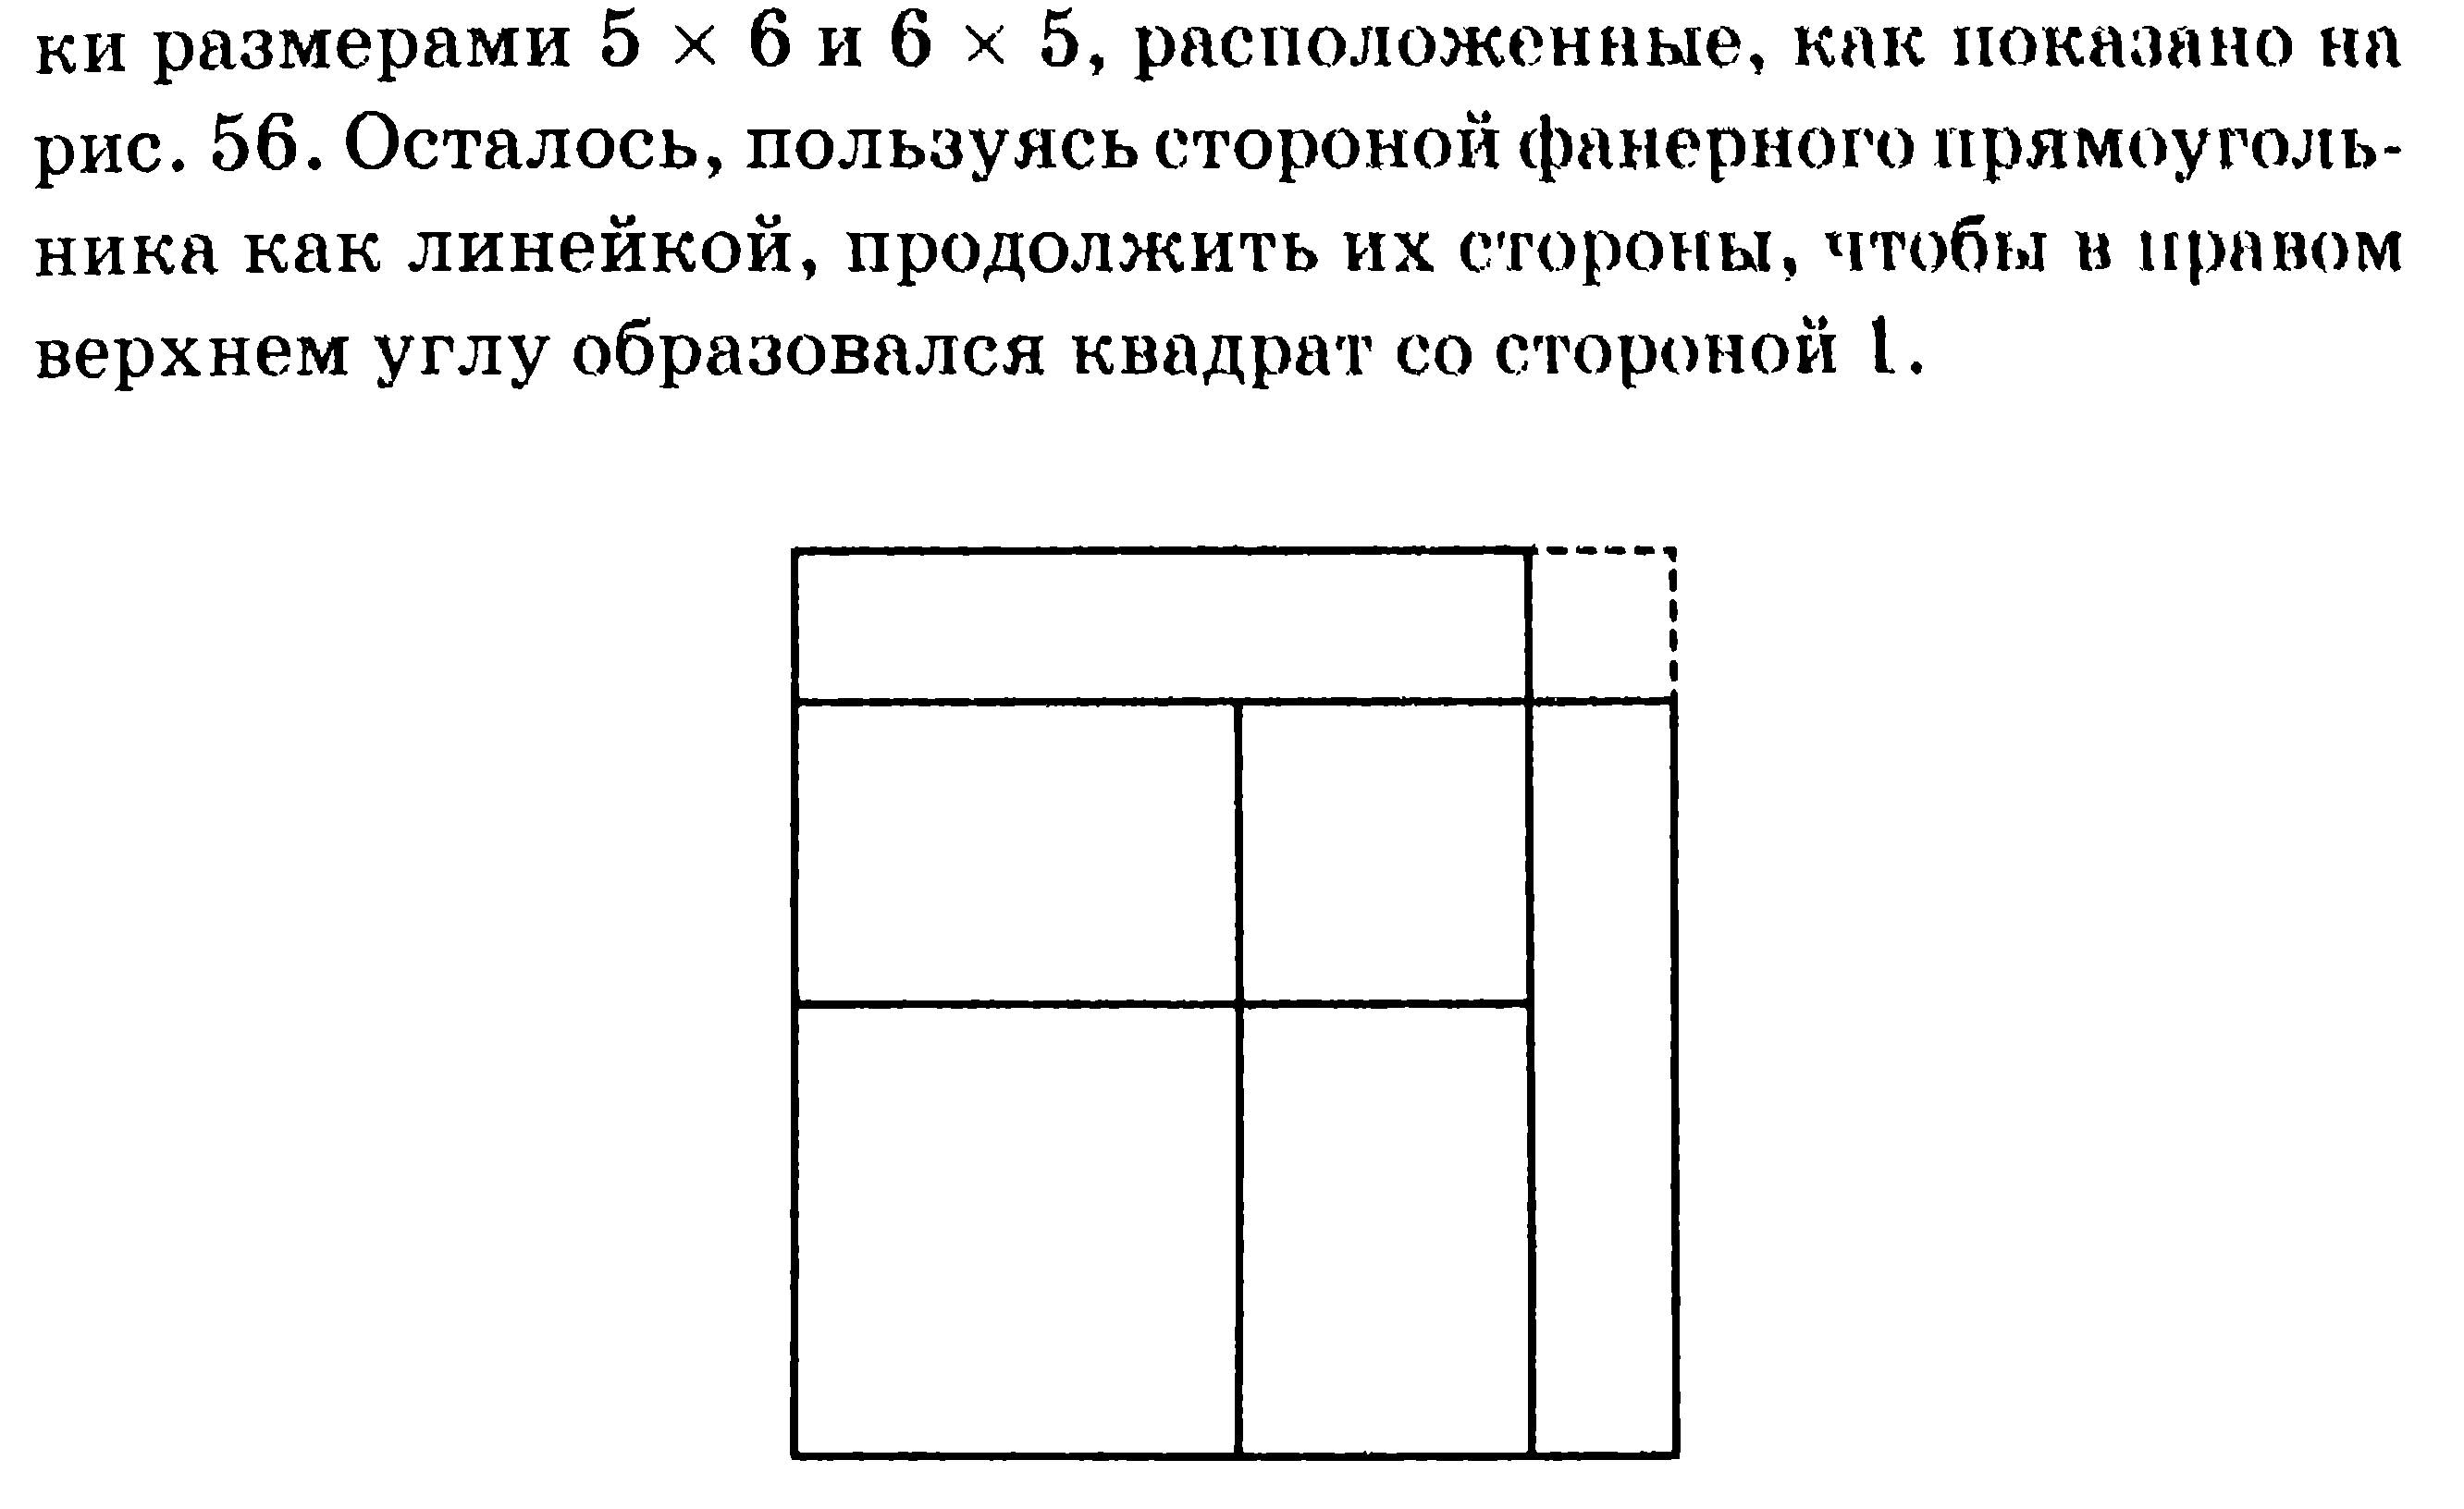 ки размерами 5 × 6 и 6 × 5, расположенные, как показано на
рис. 56. Осталось, пользуясь стороной фанерного прямоуголь-
ника как линейкой, продолжить их стороны, чтобы в правом
верхнем углу образовался квадрат со стороной 1.